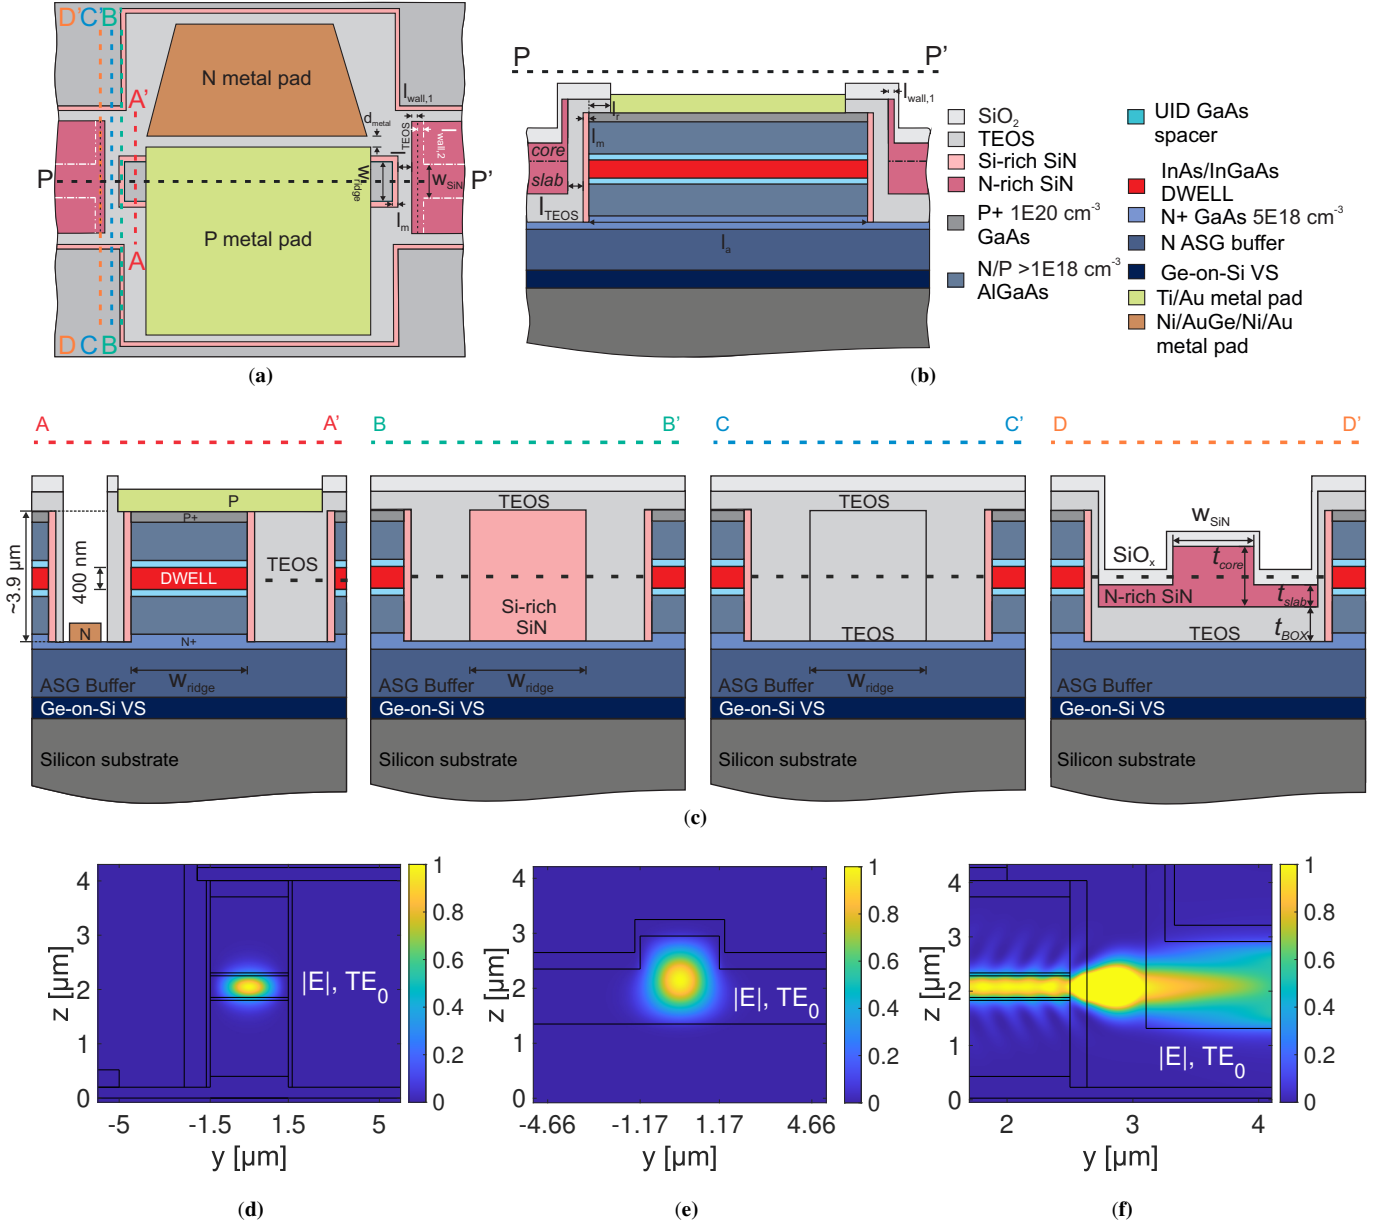 D' C' B'
N metal pad
A'
l_wall,1
d_metal
l_TEOS
l_wall,2
P
w_ridge
w_SiN
P'
l_m
P metal pad
A
D C B
(a)
P
P'
l_wall,1
l_r
l_m
core
slab
l_TEOS
l_a
(b)
SiO₂
TEOS
Si-rich SiN
N-rich SiN
P+ 1E20 cm⁻³
GaAs
N/P >1E18 cm⁻³
AlGaAs
UID GaAs
spacer
InAs/InGaAs
DWELL
N+ GaAs 5E18 cm⁻³
N ASG buffer
Ge-on-Si VS
Ti/Au metal pad
Ni/AuGe/Ni/Au
metal pad
A A'
~3.9 µm
400 nm
P
P+
DWELL
TEOS
N
N+
w_ridge
ASG Buffer
Ge-on-Si VS
Silicon substrate
B B'
TEOS
Si-rich
SiN
w_ridge
ASG Buffer
Ge-on-Si VS
Silicon substrate
C C'
TEOS
TEOS
w_ridge
ASG Buffer
Ge-on-Si VS
Silicon substrate
D D'
w_SiN
SiOₓ
t_core
N-rich SiN
t_slab
t_BOX
TEOS
ASG Buffer
Ge-on-Si VS
Silicon substrate
(c)
4
3
2
1
0
z [µm]
|E|, TE₀
-5 -1.5 1.5 5
y [µm]
1
0.8
0.6
0.4
0.2
0
(d)
4
3
2
1
0
z [µm]
|E|, TE₀
-4.66 -1.17 1.17 4.66
y [µm]
1
0.8
0.6
0.4
0.2
0
(e)
4
3
2
1
0
z [µm]
|E|, TE₀
2 3 4
y [µm]
1
0.8
0.6
0.4
0.2
0
(f)